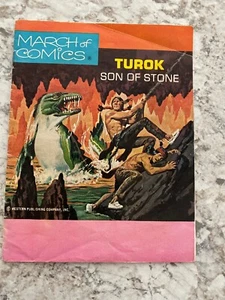 MARCH of
COMICS
TUROK
SON OF STONE
© WESTERN PUBLISHING COMPANY, INC.